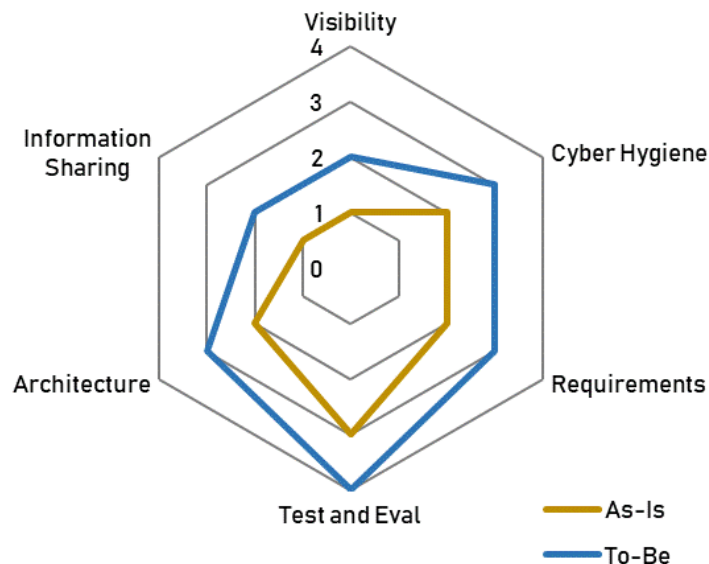 Visibility
4
3
2
1
0
Information
Sharing
Cyber Hygiene
Architecture
Requirements
Test and Eval
As-Is
To-Be